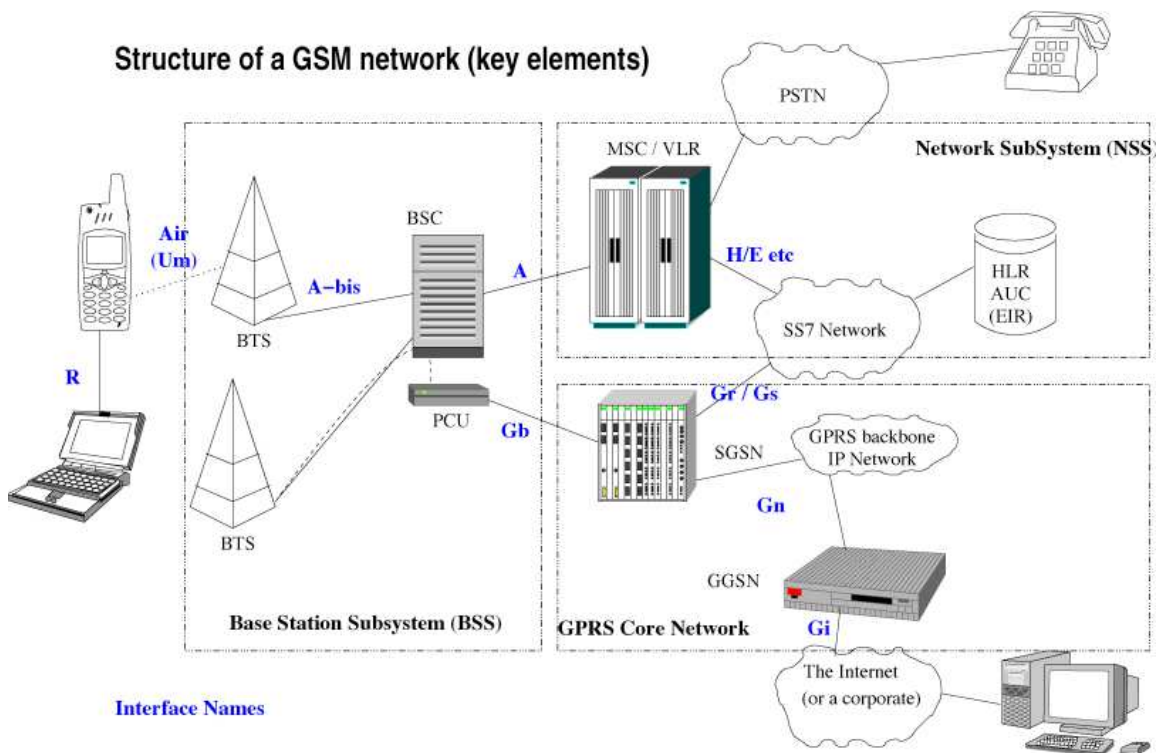 Structure of a GSM network (key elements)
PSTN
MSC / VLR
Network SubSystem (NSS)
BSC
Air
(Um)
A-bis
A
H/E etc
HLR
AUC
(EIR)
SS7 Network
BTS
R
PCU
Gb
Gr / Gs
SGSN
GPRS backbone
IP Network
Gn
BTS
GGSN
Base Station Subsystem (BSS)
GPRS Core Network
Gi
The Internet
(or a corporate)
Interface Names